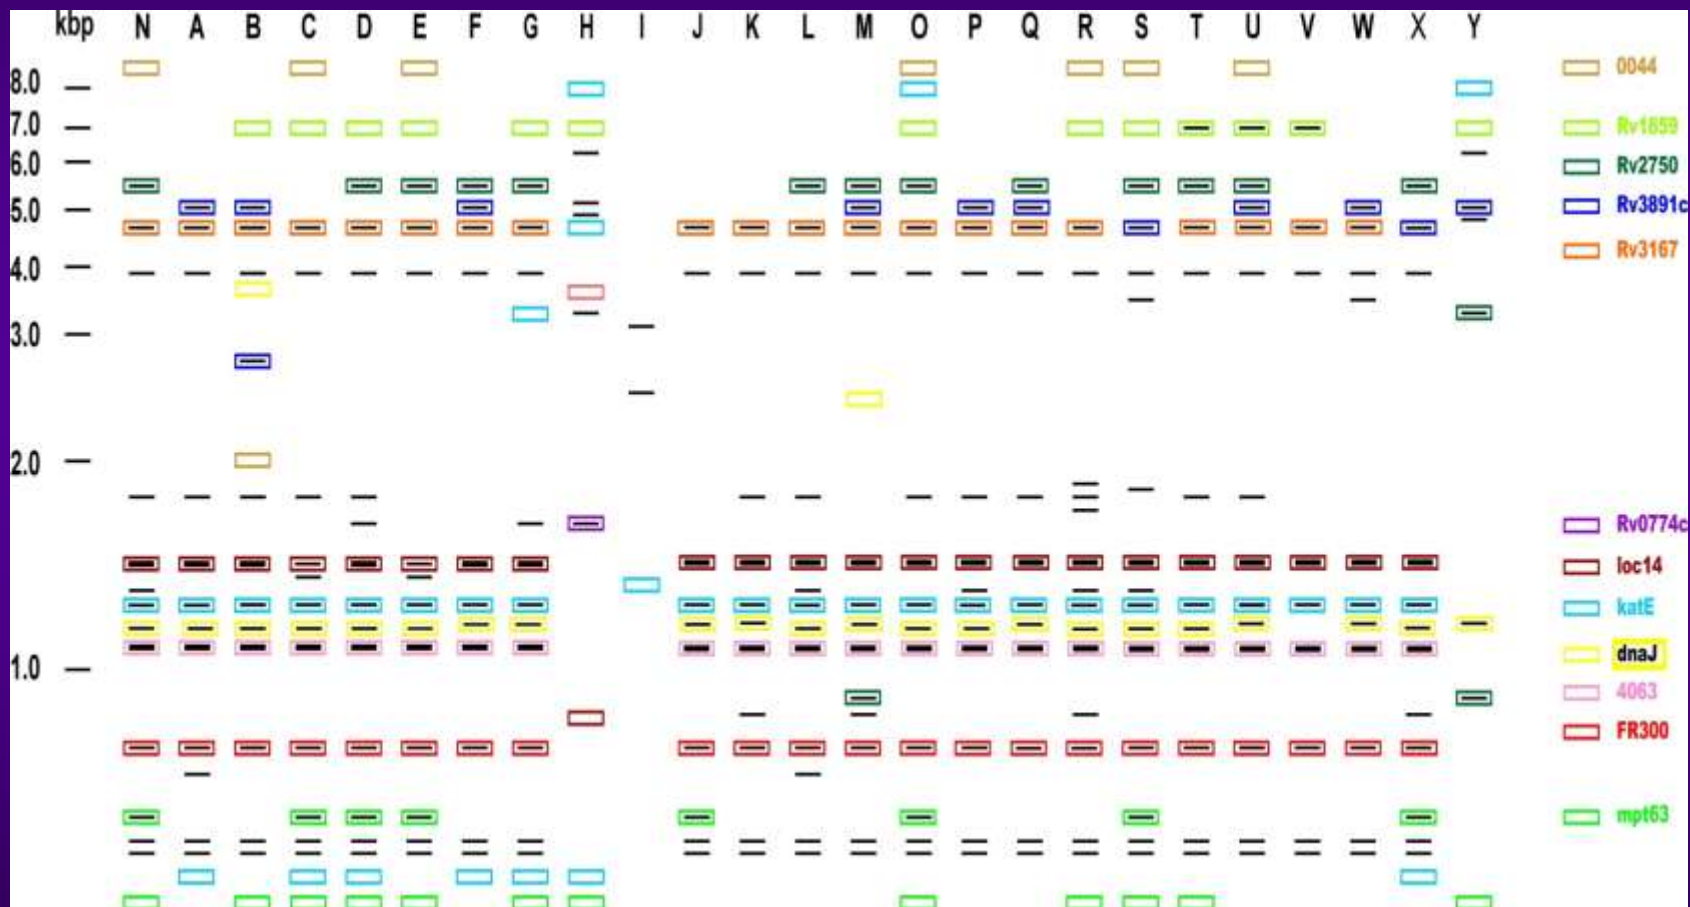 kbp N A B C D E F G H I J K L M O P Q R S T U V W X Y
8.0
7.0
6.0
5.0
4.0
3.0
2.0
1.0
0044
Rv1659
Rv2750
Rv3891c
Rv3167
Rv0774c
loc14
katE
dnaJ
4063
FR300
mpt63